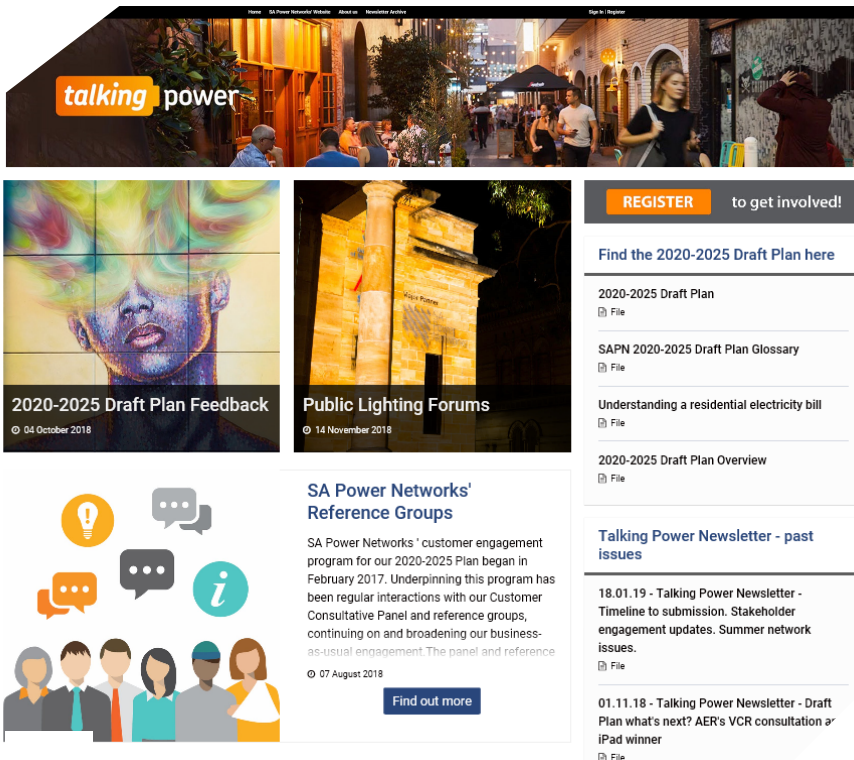 Home   SA Power Networks' Website   About us   Newsletter Archive   Sign In | Register
talking power
REGISTER to get involved!
2020-2025 Draft Plan Feedback
04 October 2018
Public Lighting Forums
14 November 2018
SA Power Networks'
Reference Groups
SA Power Networks ' customer engagement
program for our 2020-2025 Plan began in
February 2017. Underpinning this program has
been regular interactions with our Customer
Consultative Panel and reference groups,
continuing on and broadening our business-
as-usual engagement.The panel and reference
07 August 2018
Find out more
Find the 2020-2025 Draft Plan here
2020-2025 Draft Plan
File
SAPN 2020-2025 Draft Plan Glossary
File
Understanding a residential electricity bill
File
2020-2025 Draft Plan Overview
File
Talking Power Newsletter - past
issues
18.01.19 - Talking Power Newsletter -
Timeline to submission. Stakeholder
engagement updates. Summer network
issues.
File
01.11.18 - Talking Power Newsletter - Draft
Plan what's next? AER's VCR consultation
iPad winner
File